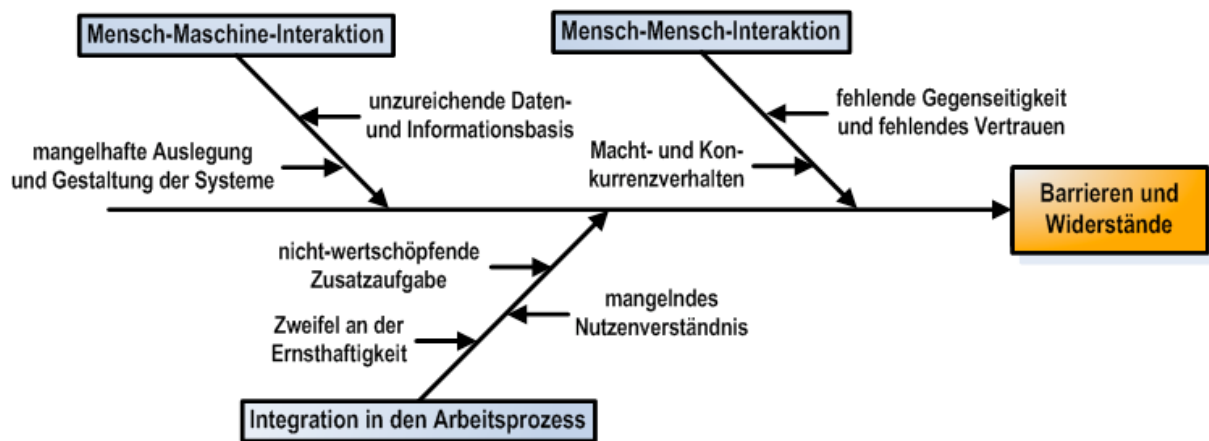 Mensch-Maschine-Interaktion
Mensch-Mensch-Interaktion
unzureichende Daten-
und Informationsbasis
fehlende Gegenseitigkeit
und fehlendes Vertrauen
mangelhafte Auslegung
und Gestaltung der Systeme
Macht- und Kon-
kurrenzverhalten
Barrieren und
Widerstände
nicht-wertschöpfende
Zusatzaufgabe
mangelndes
Nutzenverständnis
Zweifel an der
Ernsthaftigkeit
Integration in den Arbeitsprozess